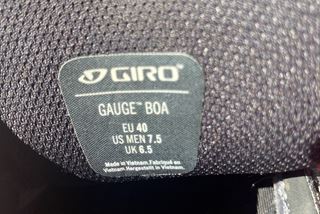 GIRO®
GAUGE™ BOA
EU 40
US MEN 7.5
UK 6.5
Made in Vietnam.Fabriqué au
Vietnam Hergestellt in Vietnam.